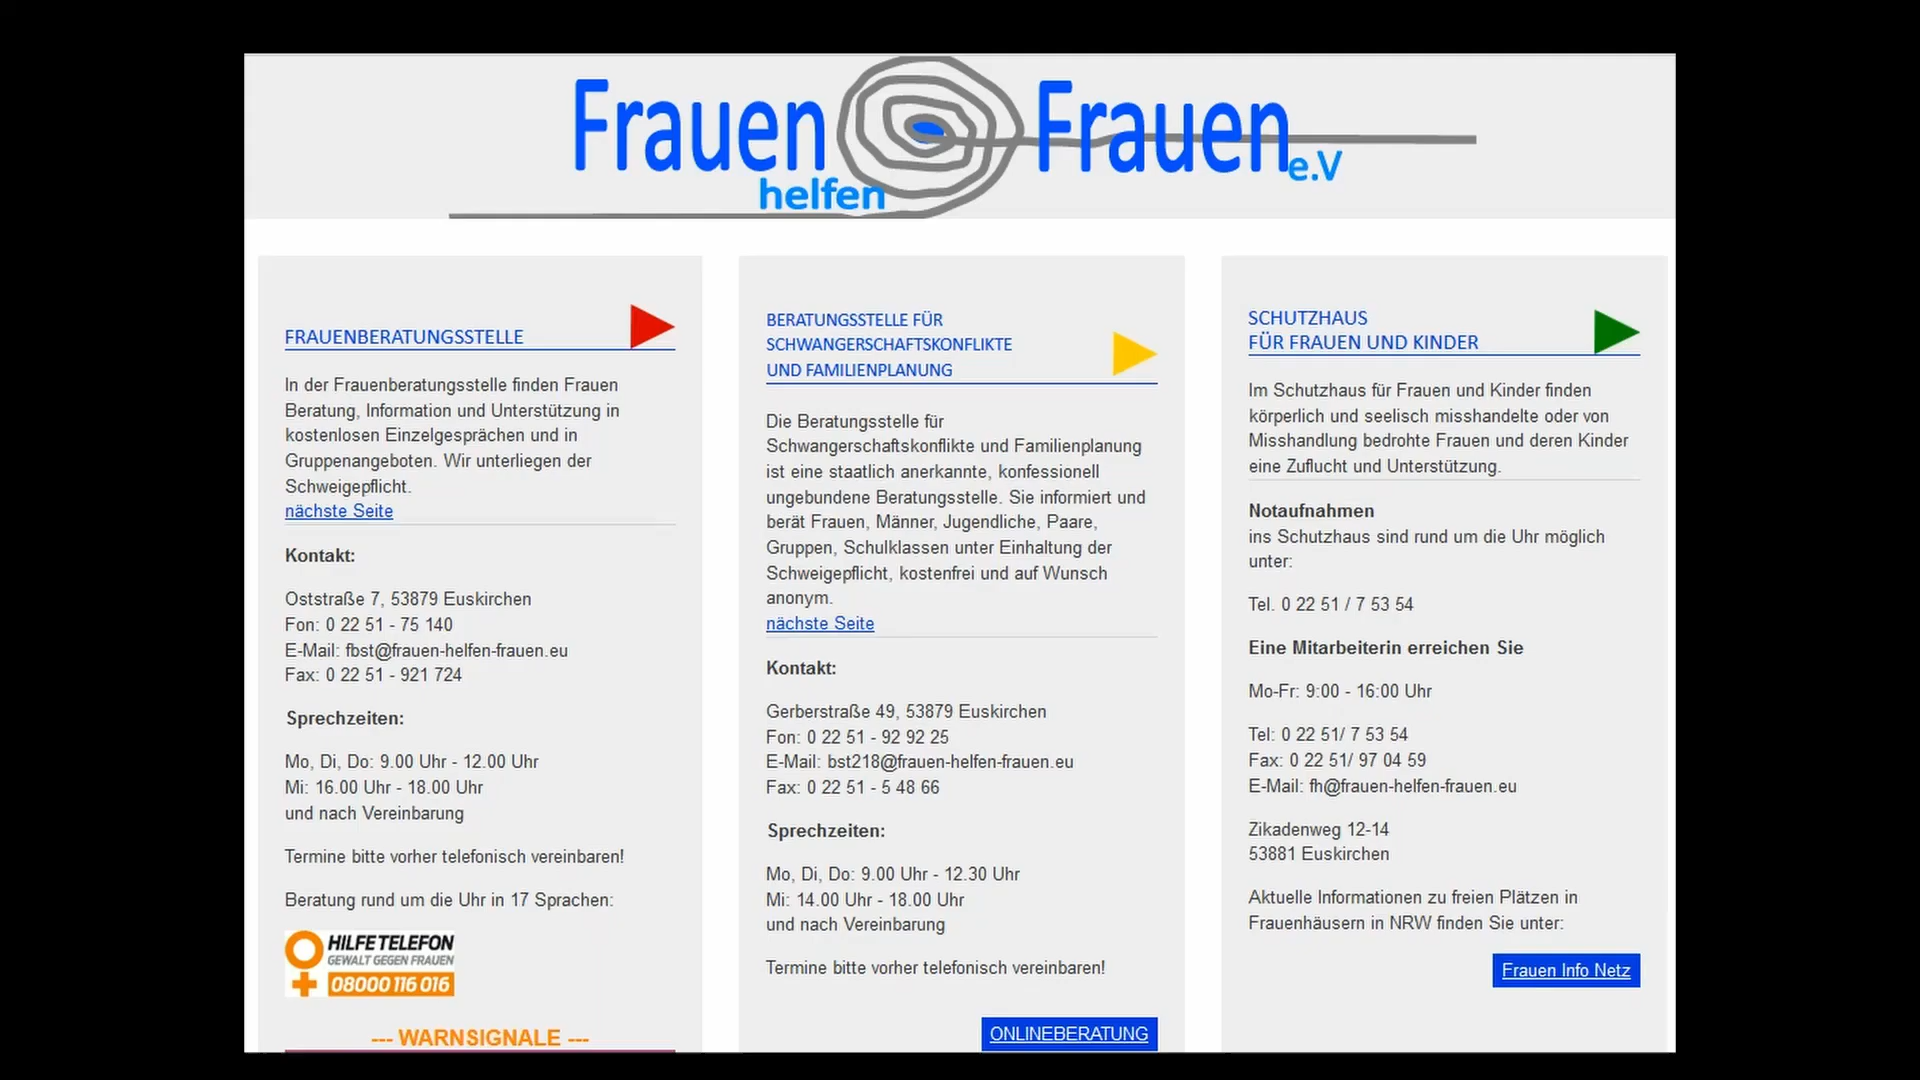 Frauen helfen Frauen e.V
FRAUENBERATUNGSSTELLE
In der Frauenberatungsstelle finden Frauen
Beratung, Information und Unterstützung in
kostenlosen Einzelgesprächen und in
Gruppenangeboten. Wir unterliegen der
Schweigepflicht.
nächste Seite
Kontakt:
Oststraße 7, 53879 Euskirchen
Fon: 0 22 51 - 75 140
E-Mail: fbst@frauen-helfen-frauen.eu
Fax: 0 22 51 - 921 724
Sprechzeiten:
Mo, Di, Do: 9.00 Uhr - 12.00 Uhr
Mi: 16.00 Uhr - 18.00 Uhr
und nach Vereinbarung
Termine bitte vorher telefonisch vereinbaren!
Beratung rund um die Uhr in 17 Sprachen:
HILFETELEFON
GEWALT GEGEN FRAUEN
08000 116 016
--- WARNSIGNALE ---
BERATUNGSSTELLE FÜR
SCHWANGERSCHAFTSKONFLIKTE
UND FAMILIENPLANUNG
Die Beratungsstelle für
Schwangerschaftskonflikte und Familienplanung
ist eine staatlich anerkannte, konfessionell
ungebundene Beratungsstelle. Sie informiert und
berät Frauen, Männer, Jugendliche, Paare,
Gruppen, Schulklassen unter Einhaltung der
Schweigepflicht, kostenfrei und auf Wunsch
anonym.
nächste Seite
Kontakt:
Gerberstraße 49, 53879 Euskirchen
Fon: 0 22 51 - 92 92 25
E-Mail: bst218@frauen-helfen-frauen.eu
Fax: 0 22 51 - 5 48 66
Sprechzeiten:
Mo, Di, Do: 9.00 Uhr - 12.30 Uhr
Mi: 14.00 Uhr - 18.00 Uhr
und nach Vereinbarung
Termine bitte vorher telefonisch vereinbaren!
ONLINEBERATUNG
SCHUTZHAUS
FÜR FRAUEN UND KINDER
Im Schutzhaus für Frauen und Kinder finden
körperlich und seelisch misshandelte oder von
Misshandlung bedrohte Frauen und deren Kinder
eine Zuflucht und Unterstützung.
Notaufnahmen
ins Schutzhaus sind rund um die Uhr möglich
unter:
Tel. 0 22 51 / 7 53 54
Eine Mitarbeiterin erreichen Sie
Mo-Fr: 9:00 - 16:00 Uhr
Tel: 0 22 51/ 7 53 54
Fax: 0 22 51/ 97 04 59
E-Mail: fh@frauen-helfen-frauen.eu
Zikadenweg 12-14
53881 Euskirchen
Aktuelle Informationen zu freien Plätzen in
Frauenhäusern in NRW finden Sie unter:
Frauen Info Netz